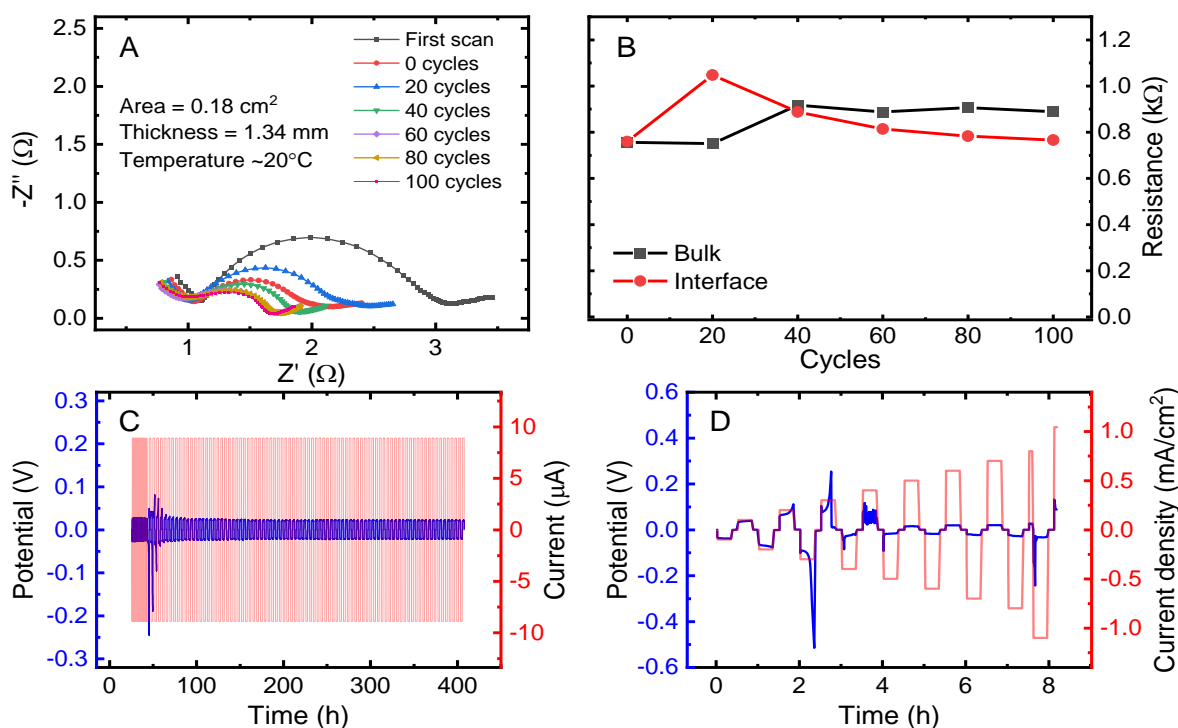 A
Area = 0.18 cm²
Thickness = 1.34 mm
Temperature ~20°C
First scan
0 cycles
20 cycles
40 cycles
60 cycles
80 cycles
100 cycles
-Z" (Ω)
2.5
2.0
1.5
1.0
0.5
0.0
1 2 3
Z' (Ω)
B
Bulk
Interface
Resistance (kΩ)
1.2
1.0
0.8
0.6
0.4
0.2
0.0
0 20 40 60 80 100
Cycles
C
Potential (V)
0.3
0.2
0.1
0.0
-0.1
-0.2
-0.3
Current (μA)
10
5
0
-5
-10
0 100 200 300 400
Time (h)
D
Potential (V)
0.6
0.4
0.2
0.0
-0.2
-0.4
-0.6
Current density (mA/cm²)
1.0
0.5
0.0
-0.5
-1.0
0 2 4 6 8
Time (h)